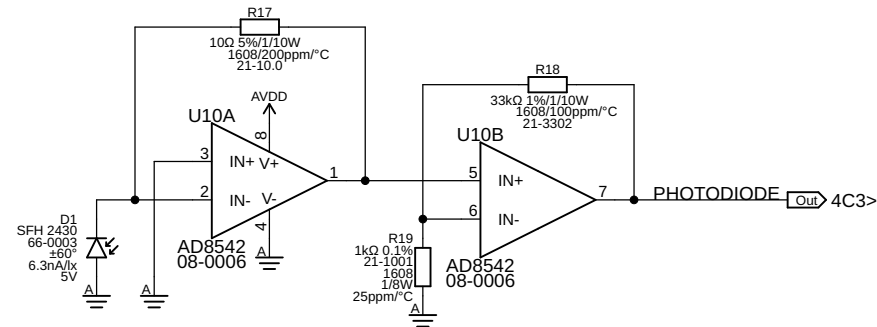 R17
10Ω 5%/1/10W
1608/200ppm/°C
21-10.0
AVDD
U10A
8
3
IN+
V+
1
2
IN-
V-
4
A
AD8542
08-0006
D1
SFH 2430
66-0003
±60°
6.3nA/lx
5V
A
A
R18
33kΩ 1%/1/10W
1608/100ppm/°C
21-3302
U10B
5
IN+
6
IN-
7
AD8542
08-0006
R19
1kΩ 0.1%
21-1001
1608
1/8W
25ppm/°C
A
PHOTODIODE
Out
4C3>